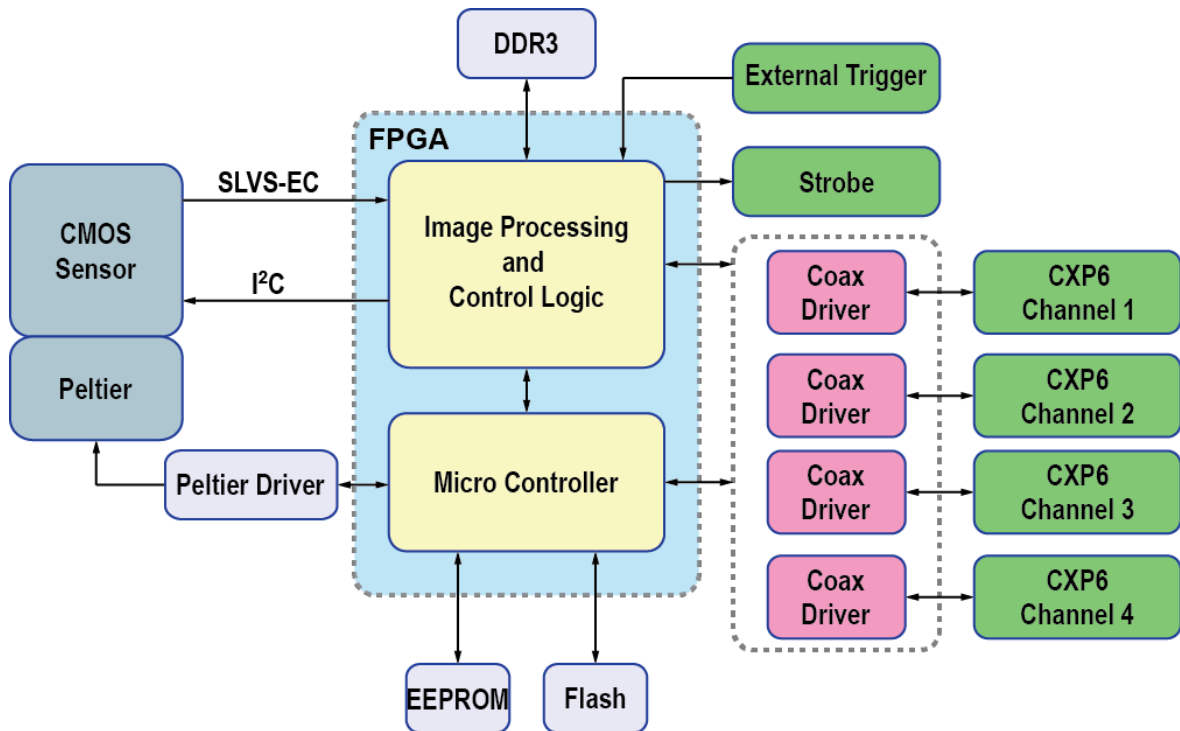 DDR3
External Trigger
FPGA
SLVS-EC
Strobe
CMOS
Sensor
Image Processing
and
Control Logic
I²C
Coax
Driver
CXP6
Channel 1
Peltier
Coax
Driver
CXP6
Channel 2
Peltier Driver
Micro Controller
Coax
Driver
CXP6
Channel 3
Coax
Driver
CXP6
Channel 4
EEPROM
Flash